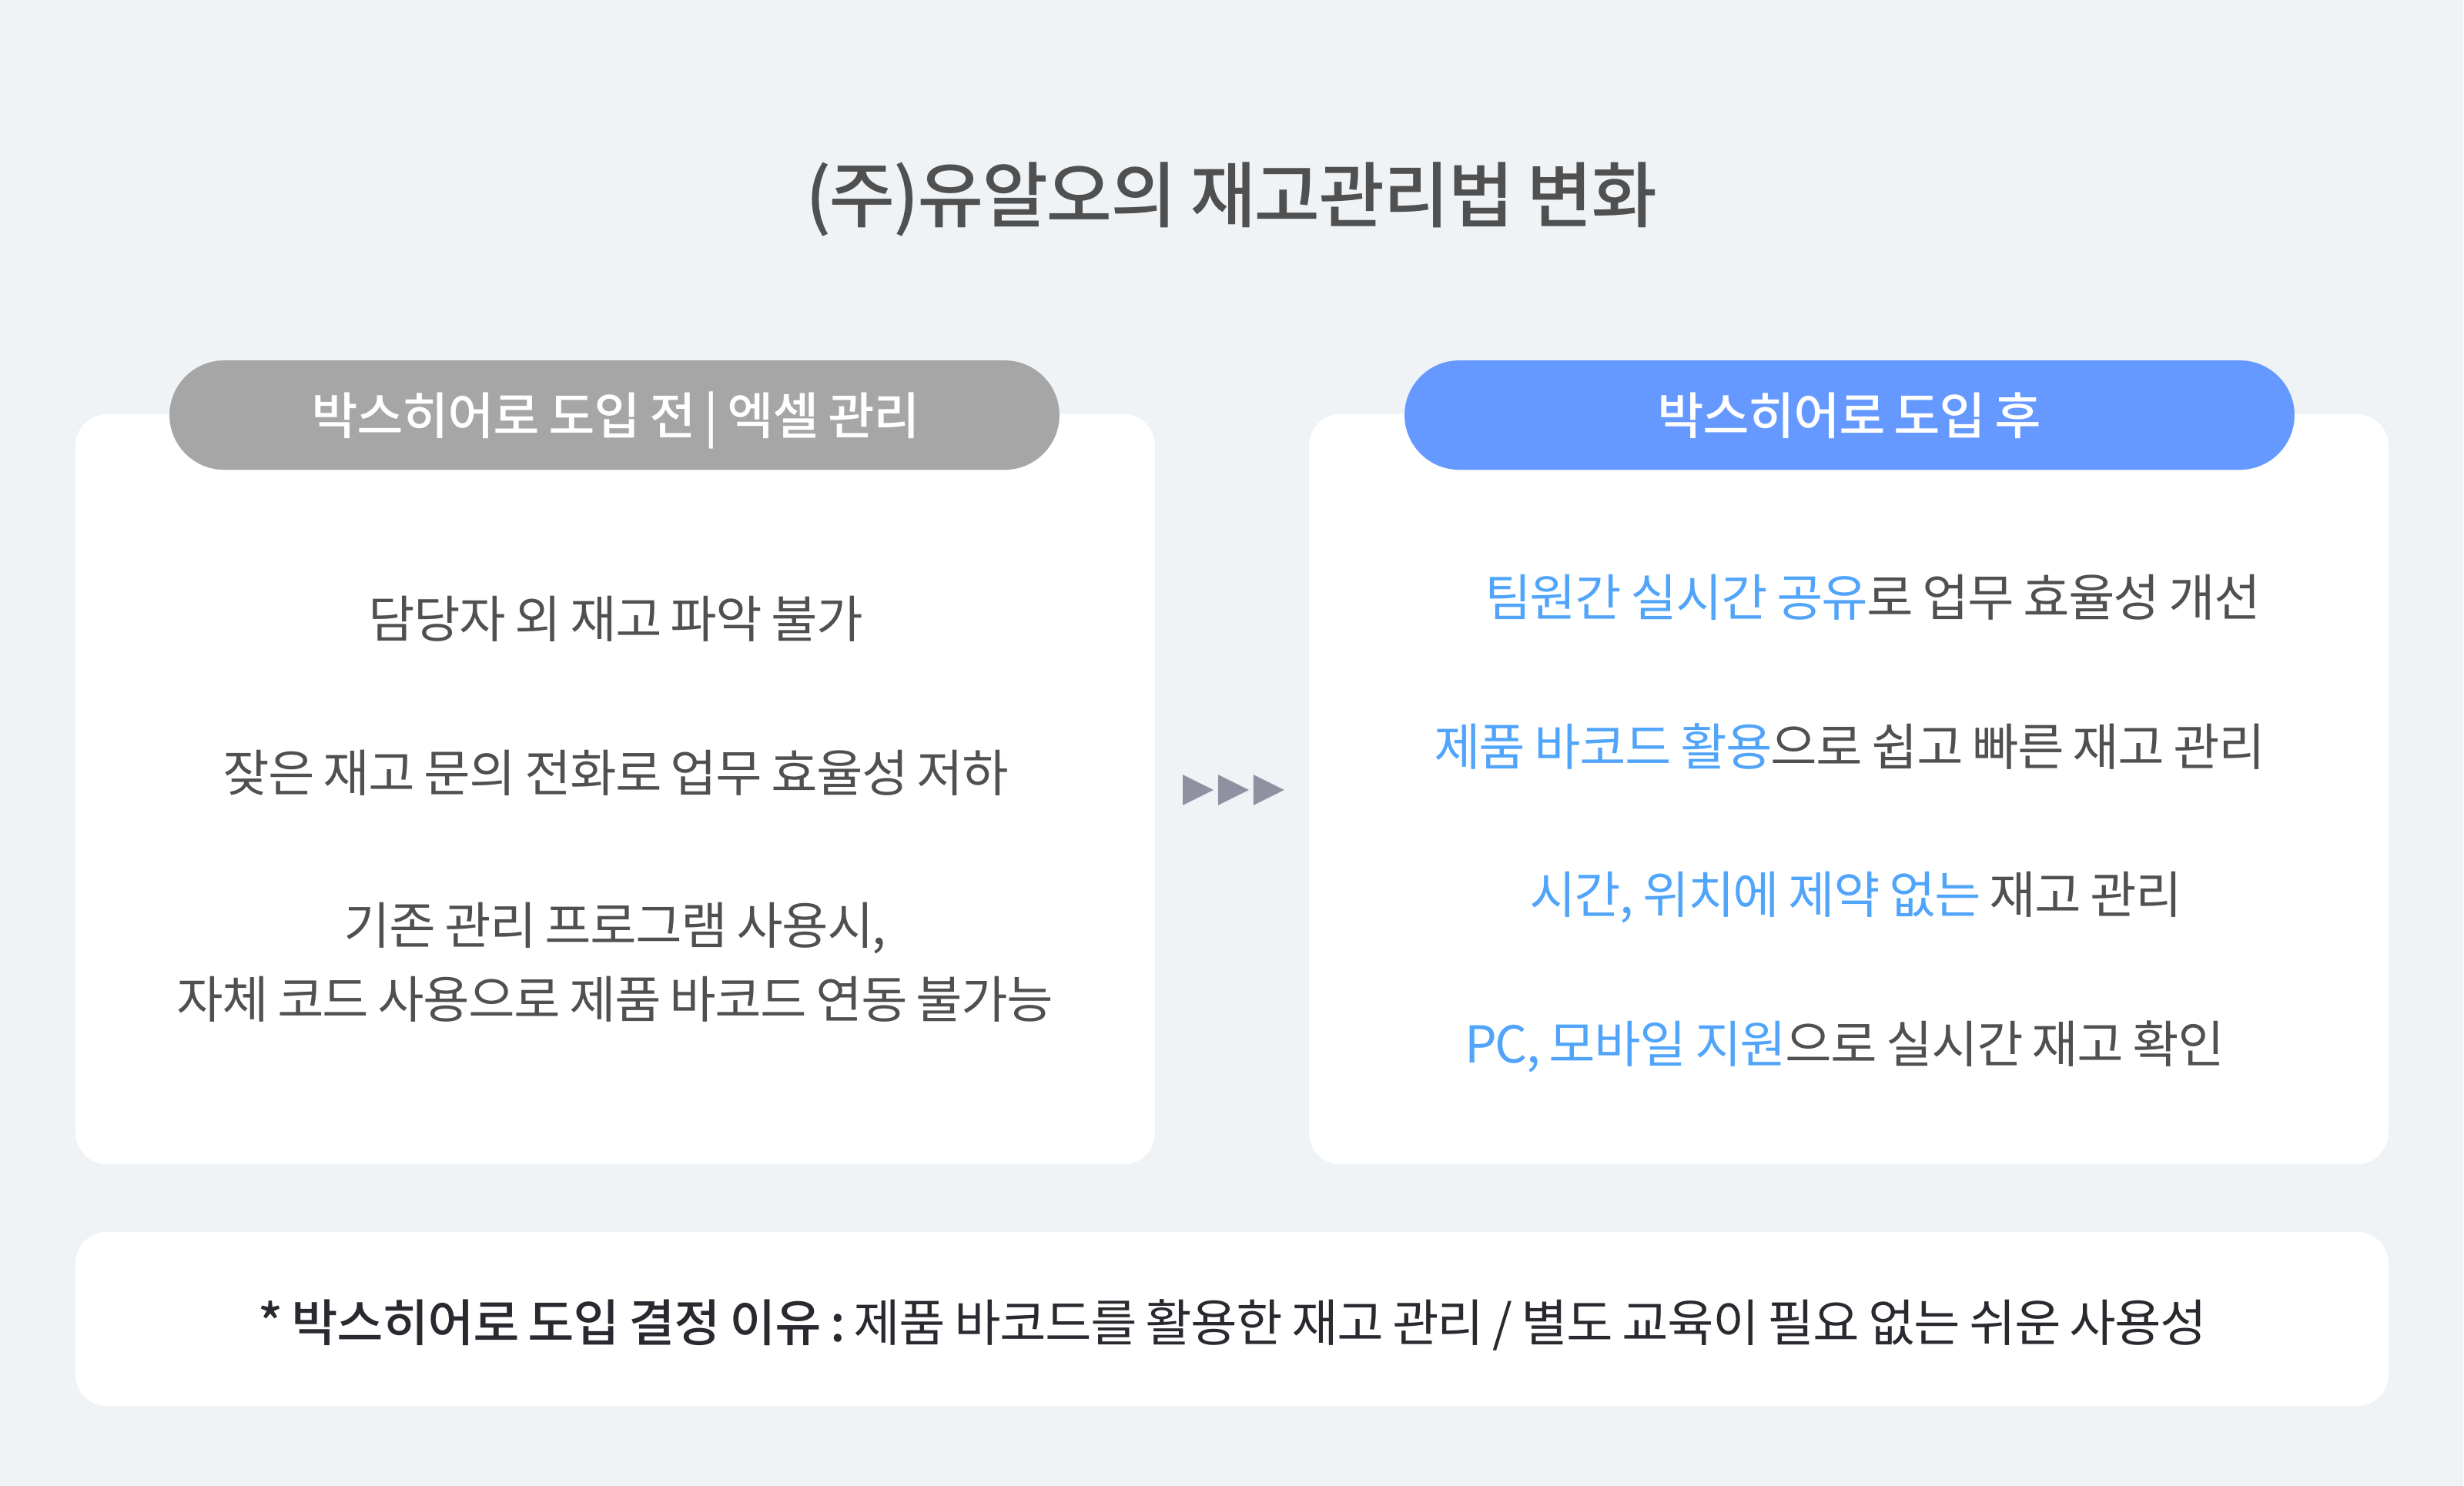 (주)유알오의 재고관리법 변화
박스히어로 도입 전 | 엑셀 관리
담당자 외 재고 파악 불가
잦은 재고 문의 전화로 업무 효율성 저하
기존 관리 프로그램 사용 시,
자체 코드 사용으로 제품 바코드 연동 불가능
박스히어로 도입 후
팀원간 실시간 공유로 업무 효율성 개선
제품 바코드 활용으로 쉽고 빠른 재고 관리
시간, 위치에 제약 없는 재고 관리
PC, 모바일 지원으로 실시간 재고 확인
* 박스히어로 도입 결정 이유 : 제품 바코드를 활용한 재고 관리 / 별도 교육이 필요 없는 쉬운 사용성